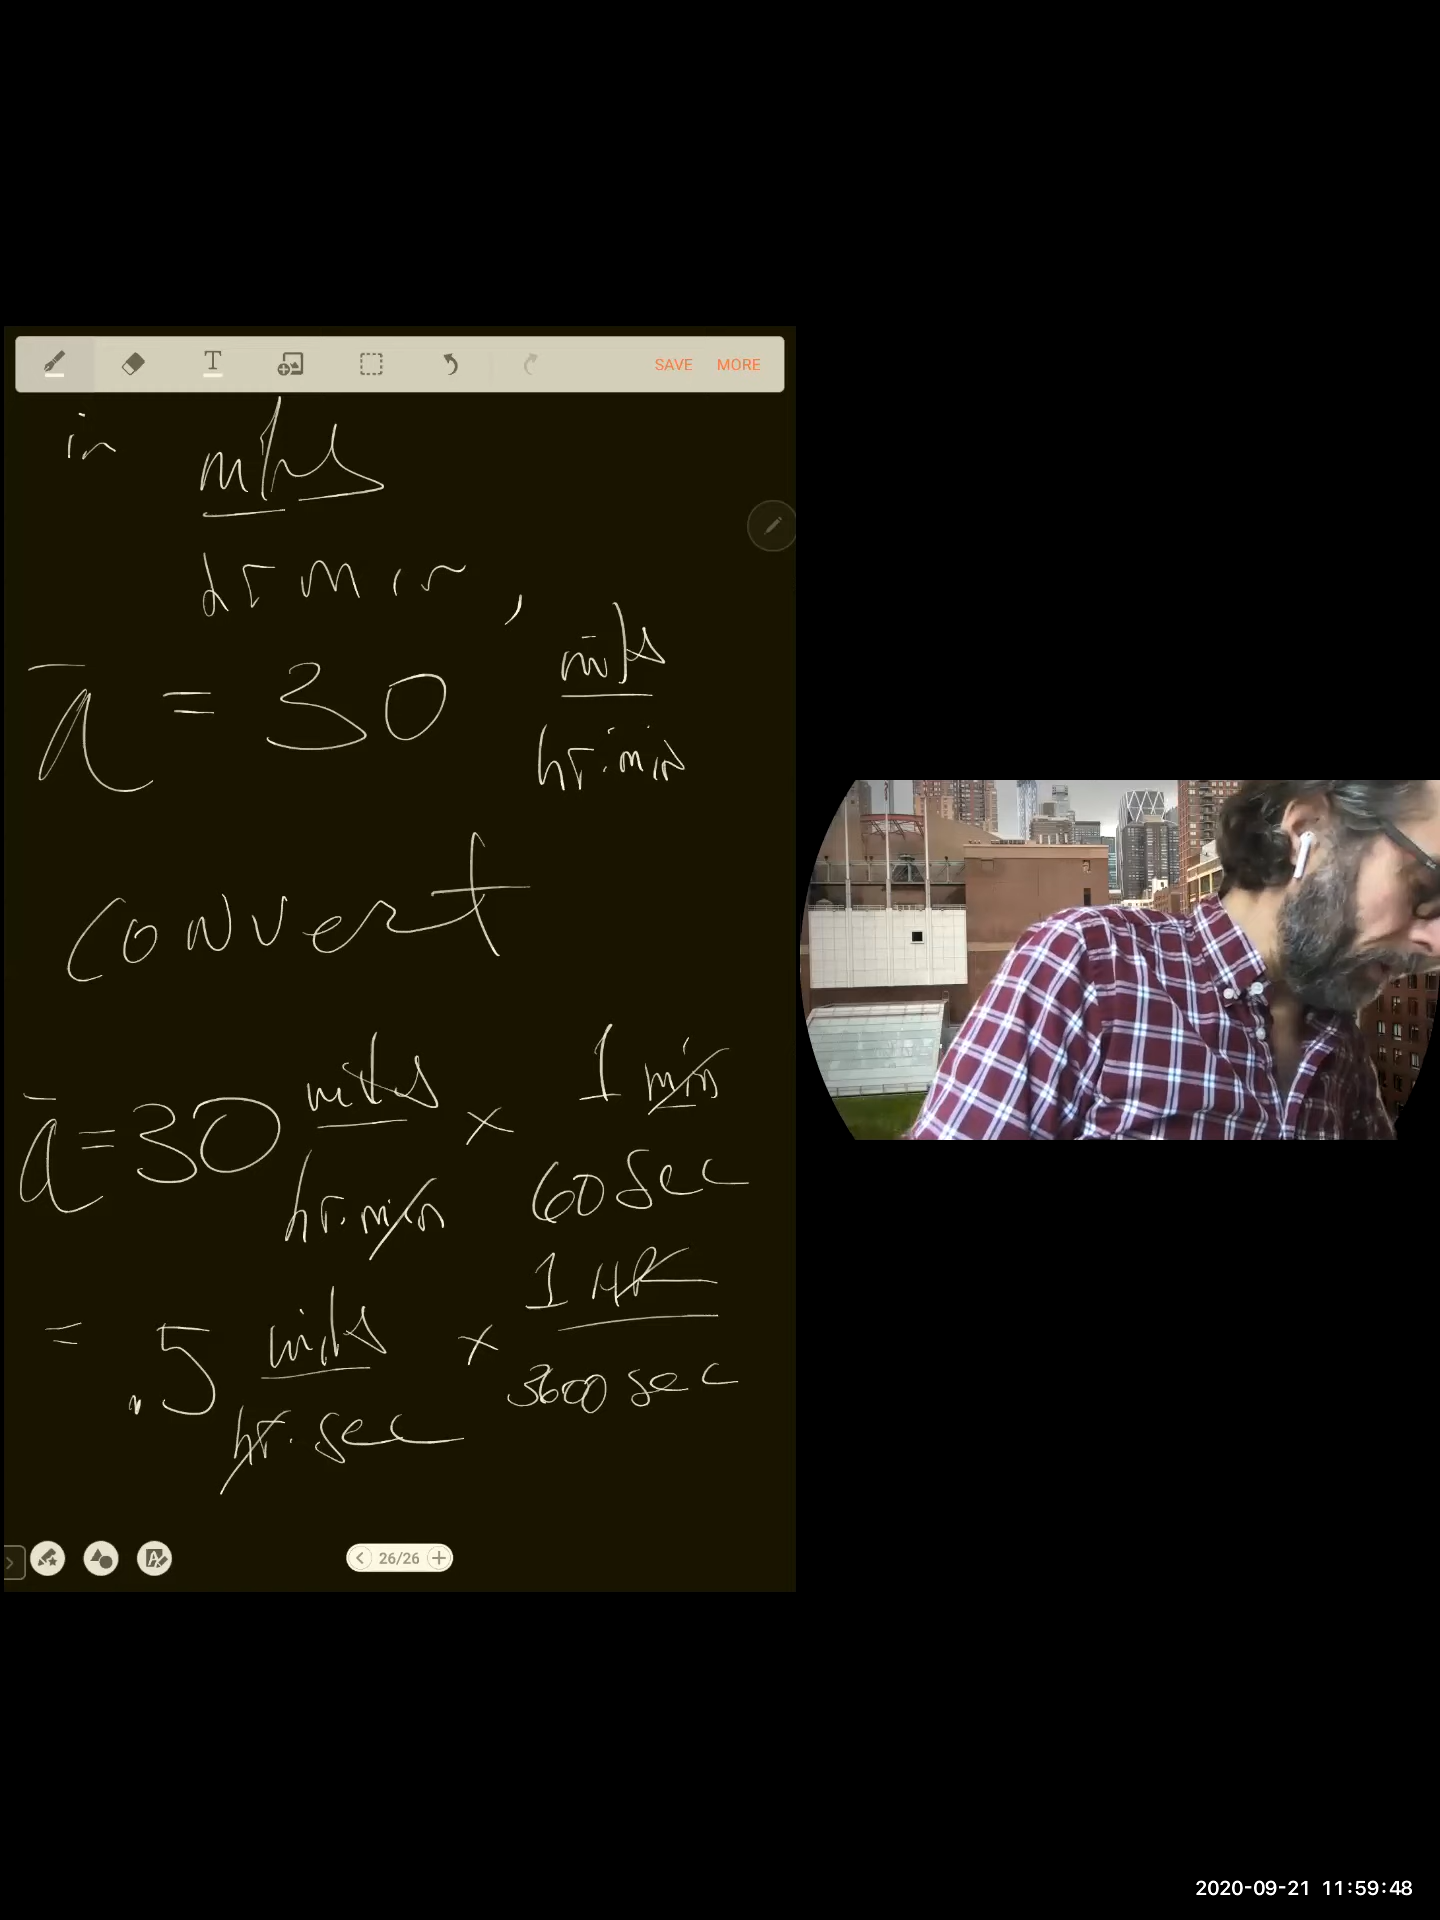 T
SAVE MORE
in miles
hr min,
ā = 30 miles
hr·min
convert
ā = 30 miles × 1 min
hr·min 60 sec
= .5 miles × 1 HR
hr·sec 3600 sec
26/26
2020-09-21 11:59:48